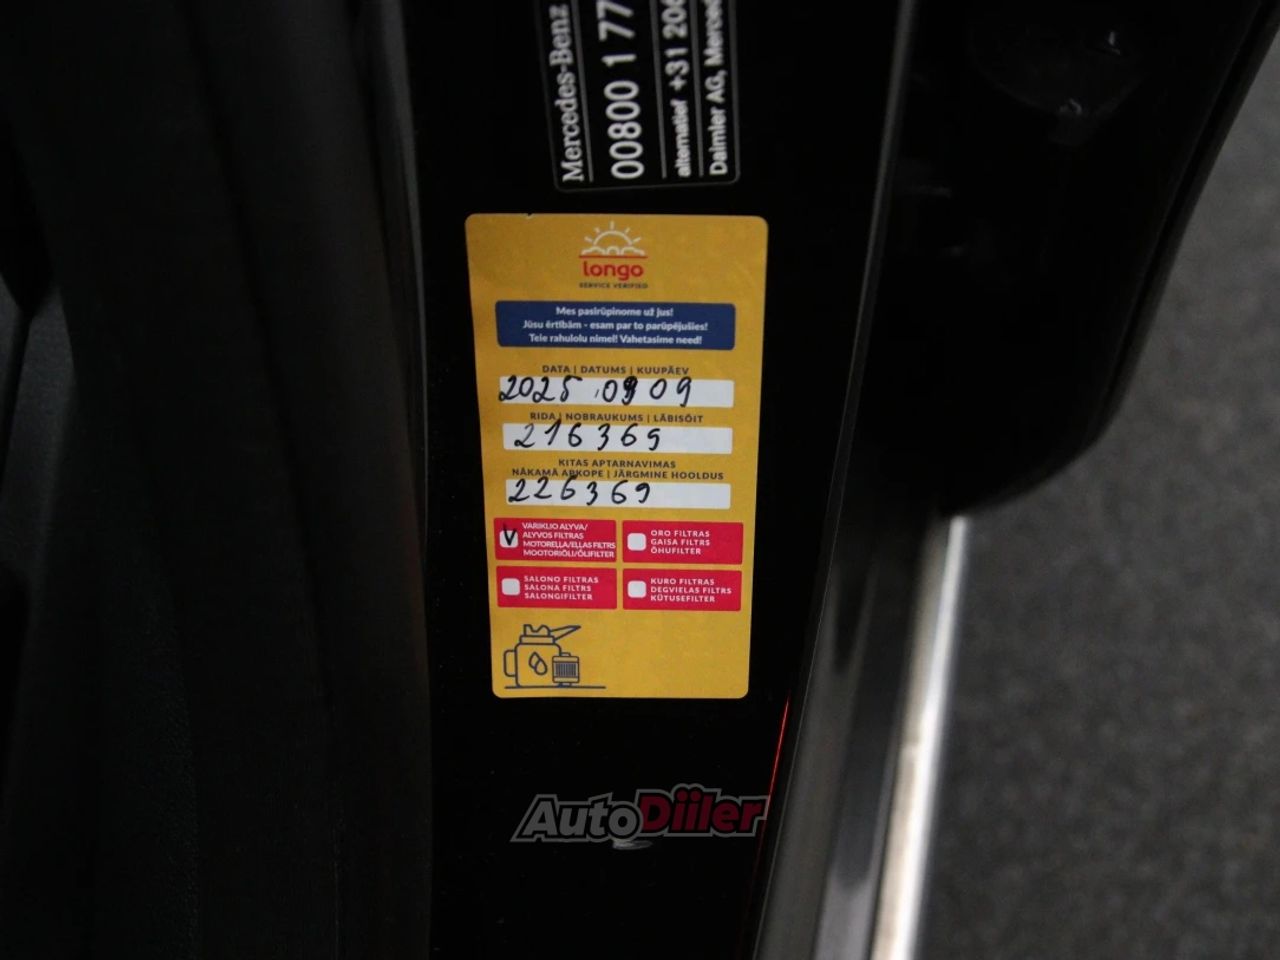 Mercedes-Benz
00800 1 77
alternatief +31 206
Daimler AG, Merced
longo
SERVICE VERIFIED
Mes pasirūpinome už jus!
Jūsu ērtībām - esam par to parūpējušies!
Teie rahulolu nimel! Vahetasime need!
DATA | DATUMS | KUUPÄEV
2025.09 09
RIDA | NOBRAUKUMS | LÄBISÕIT
216369
KITAS APTARNAVIMAS
NĀKAMĀ APKOPE | JÄRGMINE HOOLDUS
226369
V
VARIKLIO ALYVA/
ALYVOS FILTRAS
MOTORELLA/ELLAS FILTRS
MOOTORIÕLI/ÕLIFILTER
ORO FILTRAS
GAISA FILTRS
ÕHUFILTER
SALONO FILTRAS
SALONA FILTRS
SALONGIFILTER
KURO FILTRAS
DEGVIELAS FILTRS
KÜTUSEFILTER
AutoDiiler